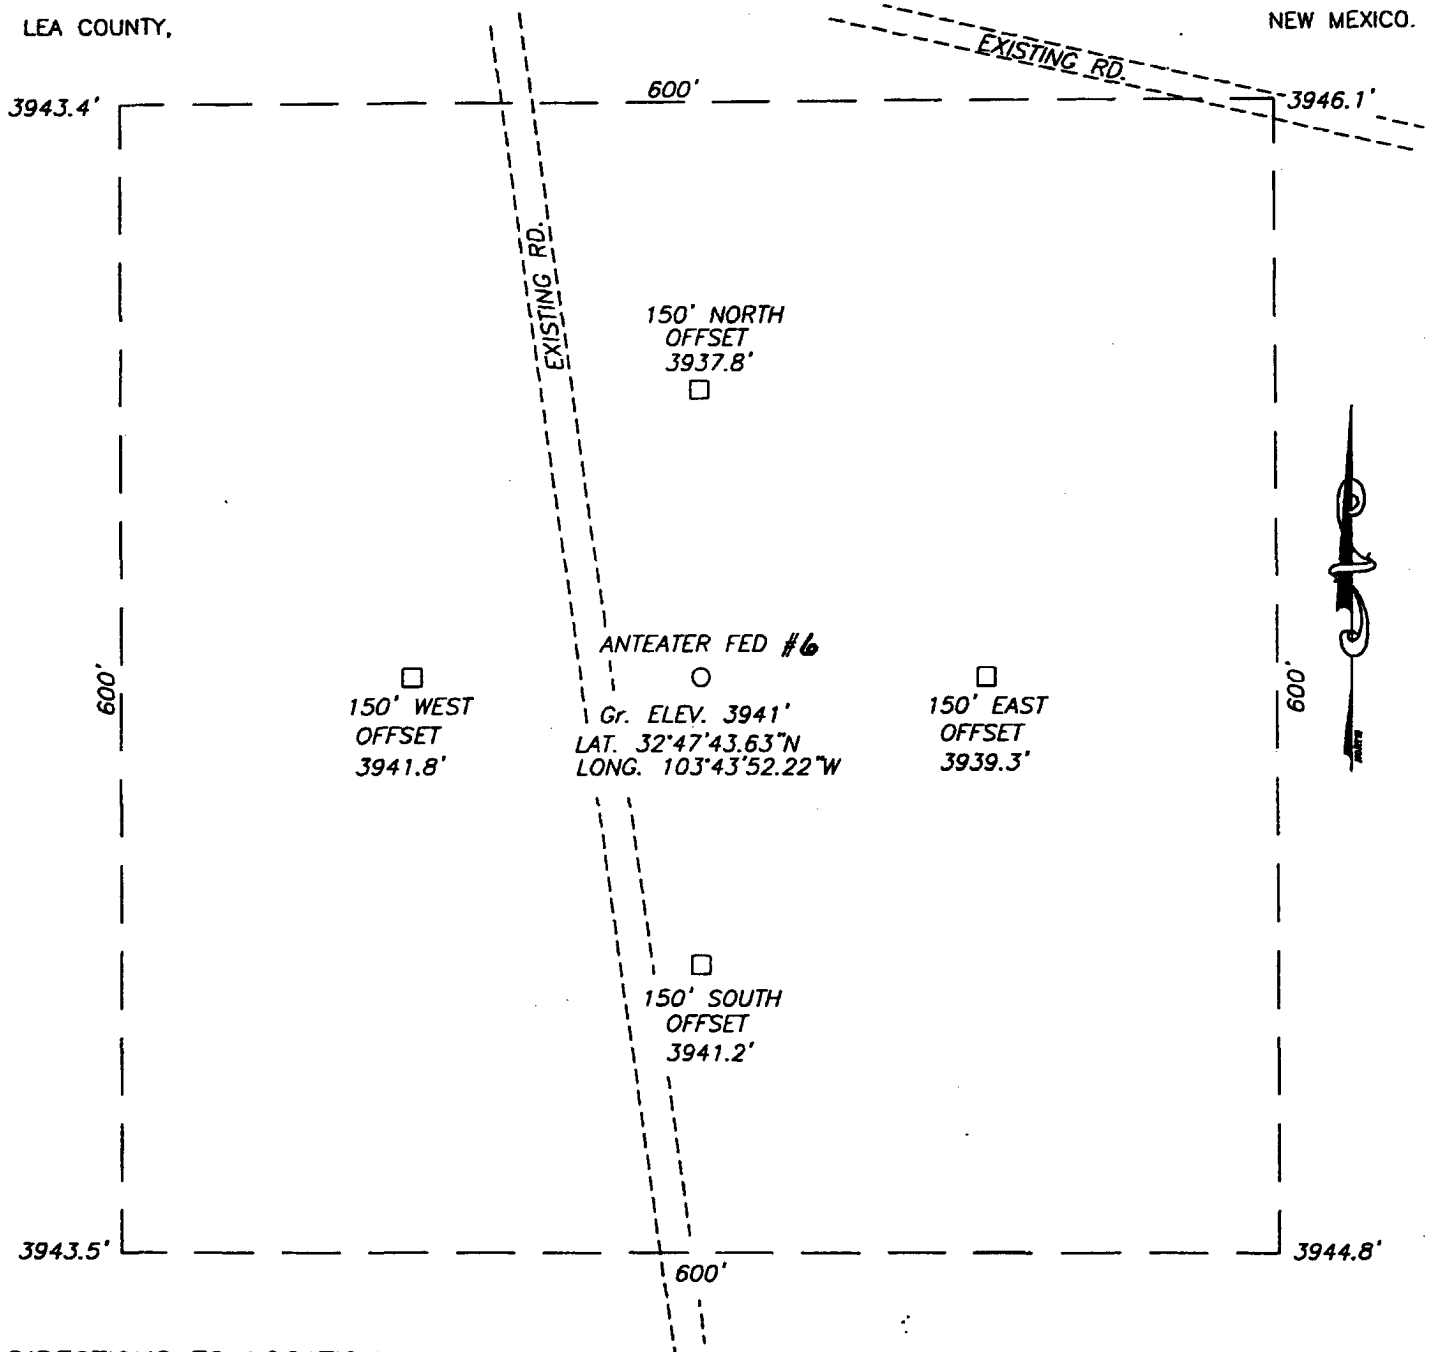 LEA COUNTY,
NEW MEXICO.
EXISTING RD.
600'
3943.4'
3946.1'
EXISTING RD.
150' NORTH
OFFSET
3937.8'
ANTEATER FED #6
600'
600'
150' WEST
OFFSET
3941.8'
Gr. ELEV. 3941'
LAT. 32°47'43.63"N
LONG. 103°43'52.22"W
150' EAST
OFFSET
3939.3'
150' SOUTH
OFFSET
3941.2'
3943.5'
3944.8'
600'